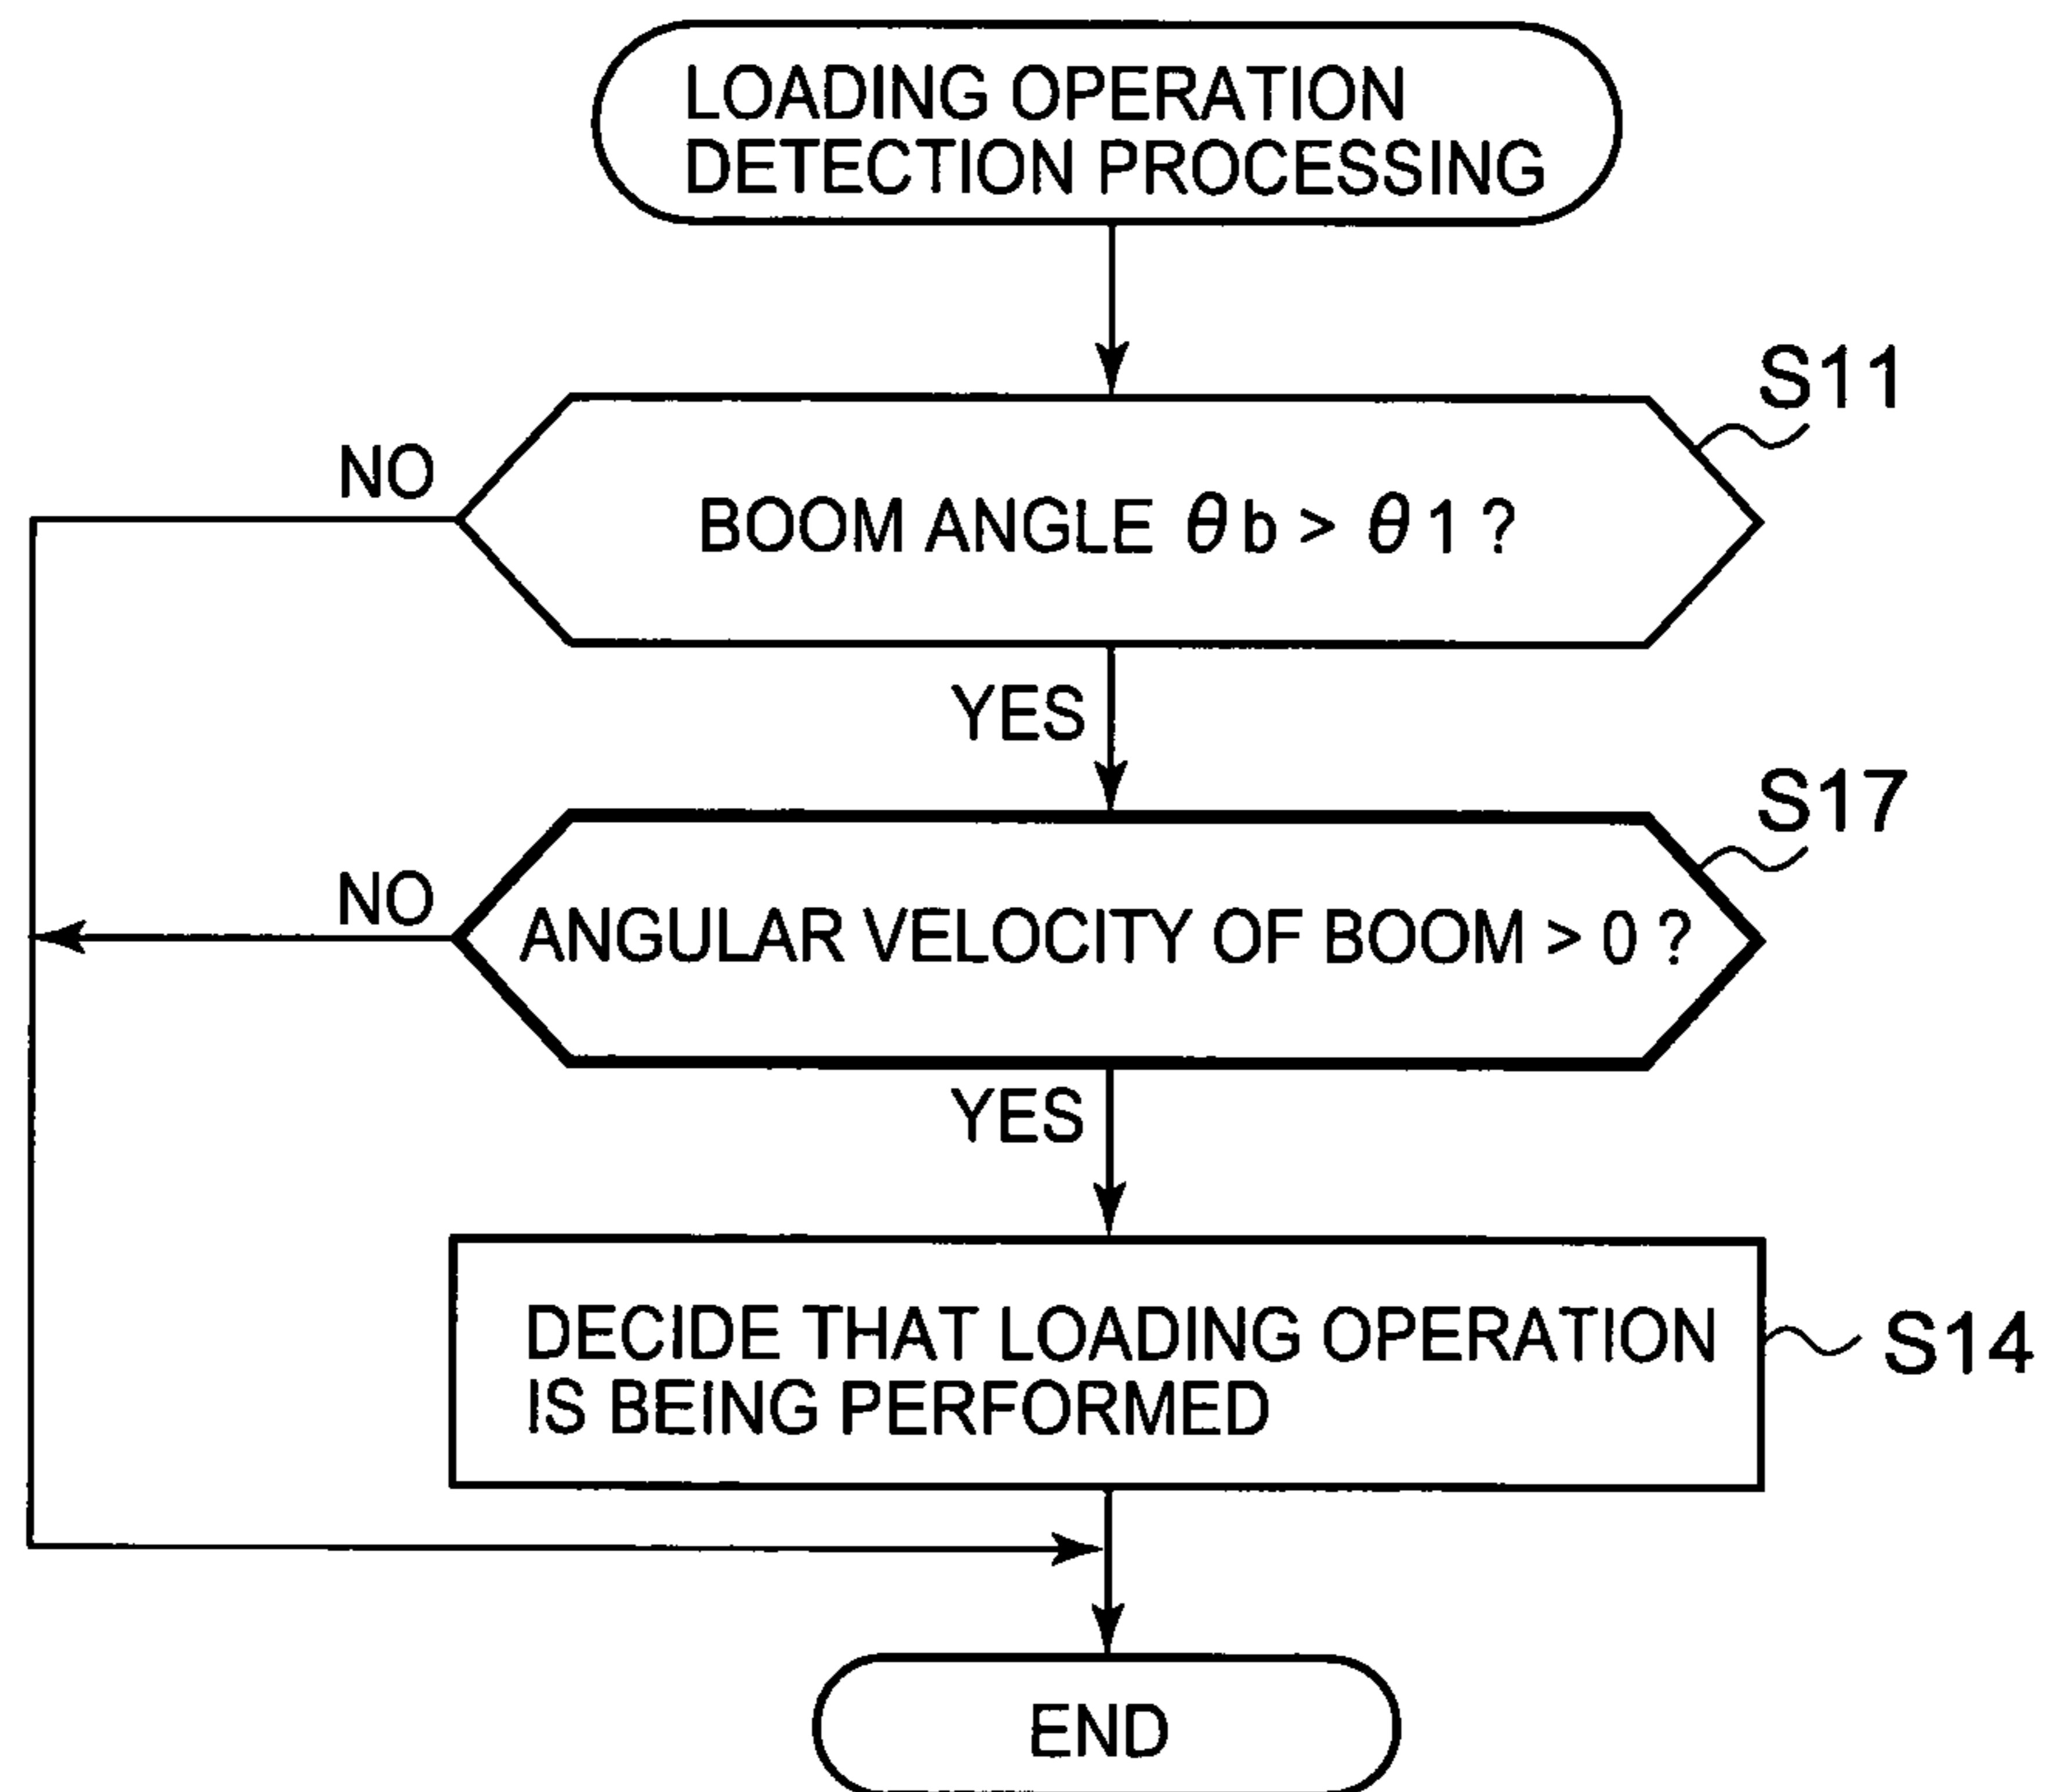 LOADING OPERATION
DETECTION PROCESSING
S11
NO
BOOM ANGLE θb > θ1 ?
YES
S17
NO
ANGULAR VELOCITY OF BOOM > 0 ?
YES
DECIDE THAT LOADING OPERATION
IS BEING PERFORMED
S14
END